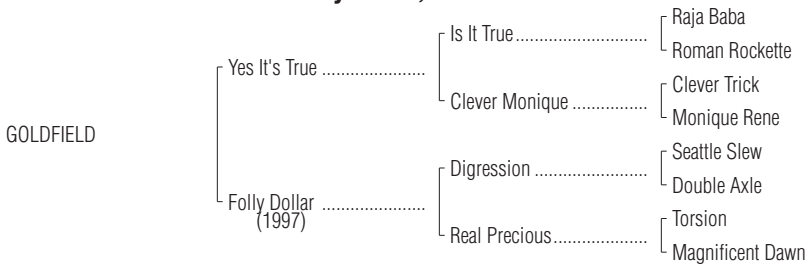 Raja Baba
Is It True
Roman Rockette
Yes It's True
Clever Trick
Clever Monique
Monique Rene
GOLDFIELD
Seattle Slew
Digression
Double Axle
Folly Dollar
(1997)
Torsion
Real Precious
Magnificent Dawn